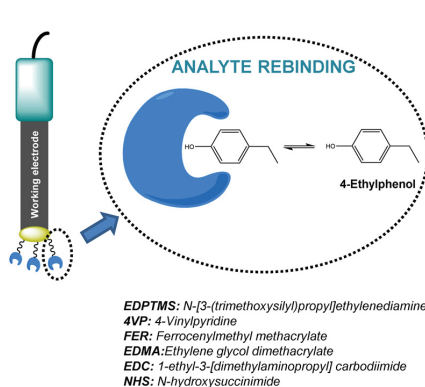 ANALYTE REBINDING
Working electrode
HO
HO
4-Ethylphenol
EDPTMS: N-[3-(trimethoxysilyl)propyl]ethylenediamine
4VP: 4-Vinylpyridine
FER: Ferrocenylmethyl methacrylate
EDMA:Ethylene glycol dimethacrylate
EDC: 1-ethyl-3-[dimethylaminopropyl] carbodiimide
NHS: N-hydroxysuccinimide